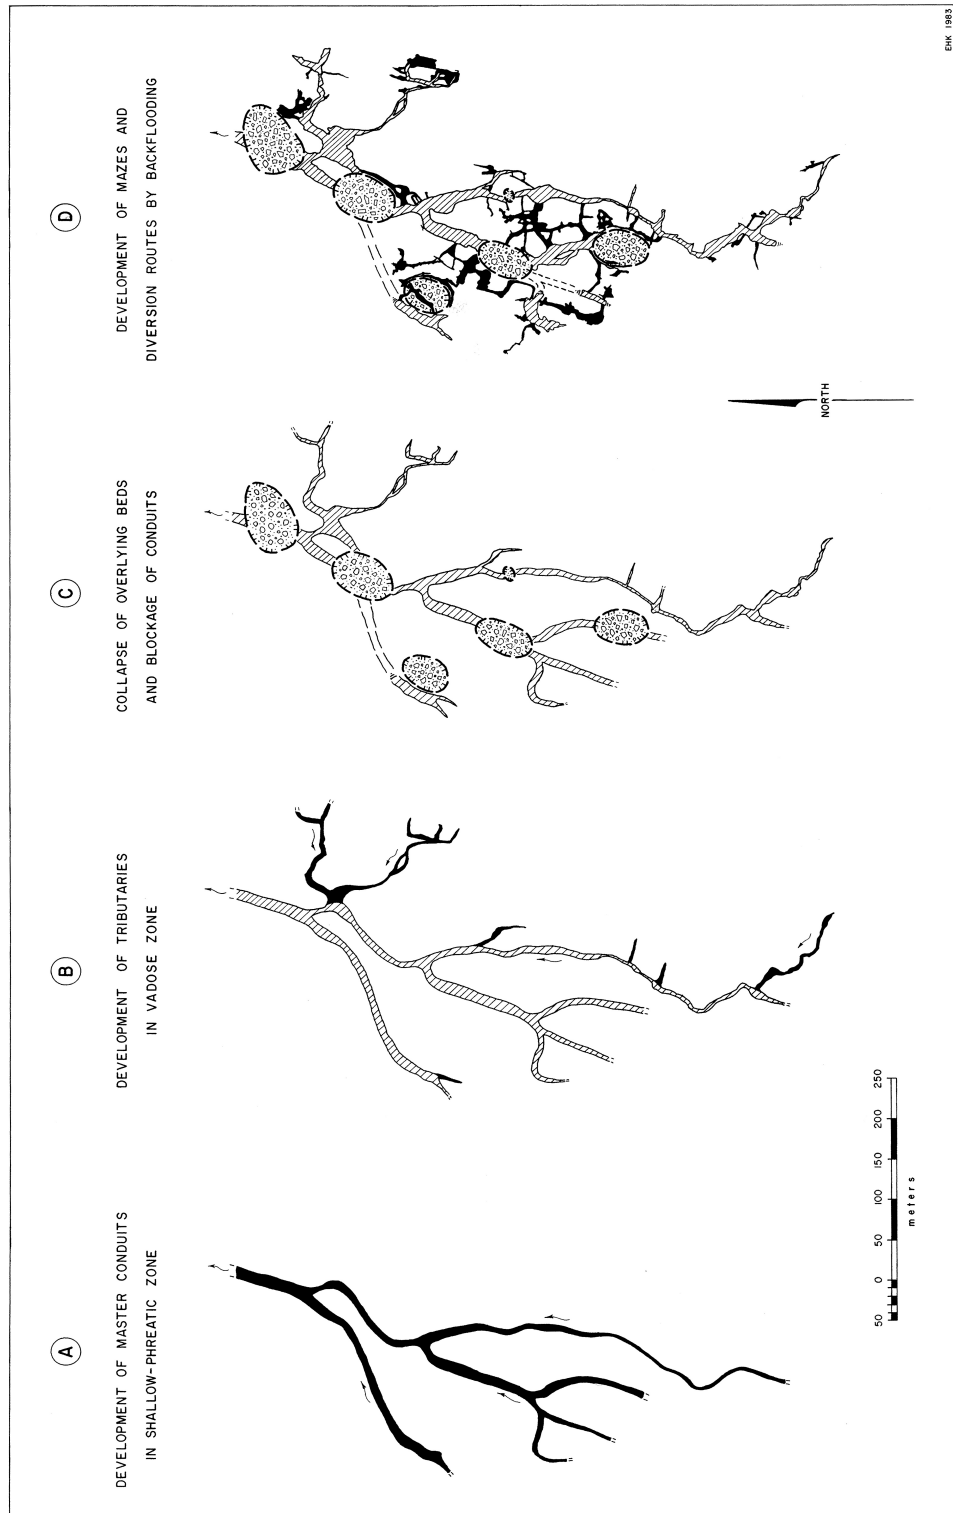 A
DEVELOPMENT OF MASTER CONDUITS
IN SHALLOW-PHREATIC ZONE
B
DEVELOPMENT OF TRIBUTARIES
IN VADOSE ZONE
C
COLLAPSE OF OVERLYING BEDS
AND BLOCKAGE OF CONDUITS
D
DEVELOPMENT OF MAZES AND
DIVERSION ROUTES BY BACKFLOODING
50 0 50 100 150 200 250
meters
NORTH
EHK 1983